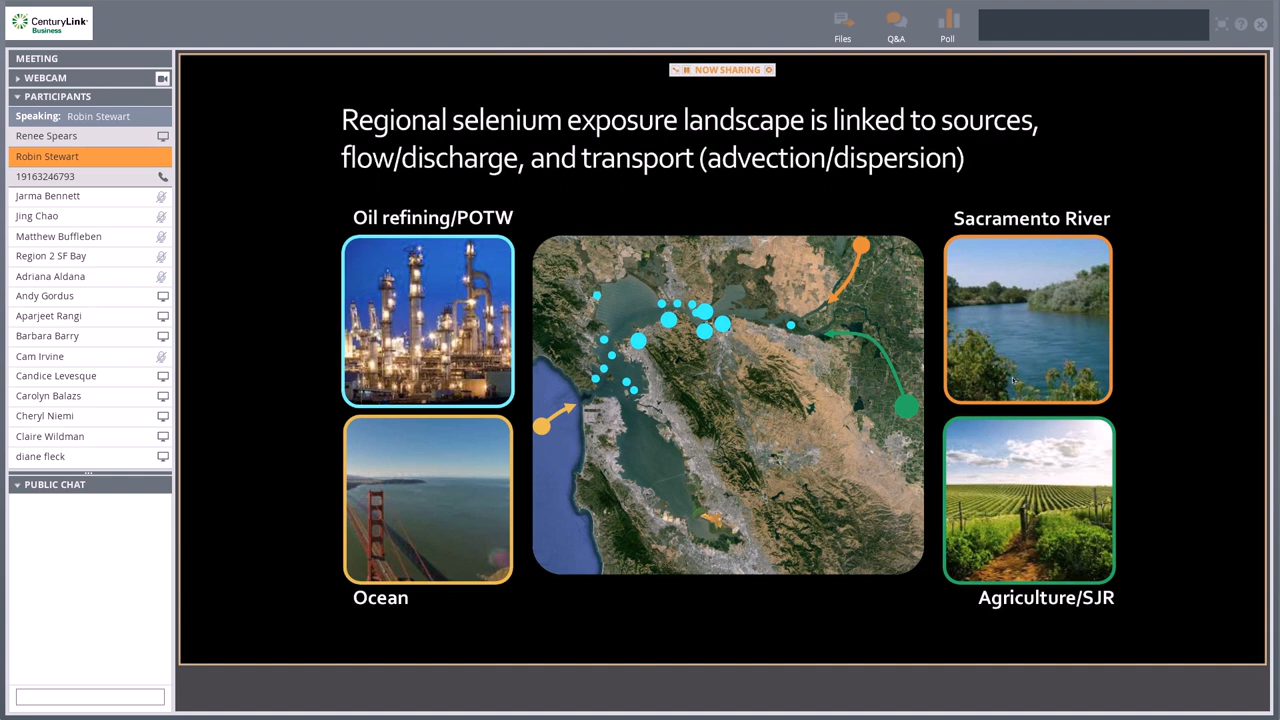 CenturyLink®
Business
Files
Q&A
Poll
MEETING
WEBCAM
PARTICIPANTS
Speaking: Robin Stewart
Renee Spears
Robin Stewart
19163246793
Jarma Bennett
Jing Chao
Matthew Buffleben
Region 2 SF Bay
Adriana Aldana
Andy Gordus
Aparjeet Rangi
Barbara Barry
Cam Irvine
Candice Levesque
Carolyn Balazs
Cheryl Niemi
Claire Wildman
diane fleck
PUBLIC CHAT
NOW SHARING
Regional selenium exposure landscape is linked to sources,
flow/discharge, and transport (advection/dispersion)
Oil refining/POTW
Sacramento River
Ocean
Agriculture/SJR